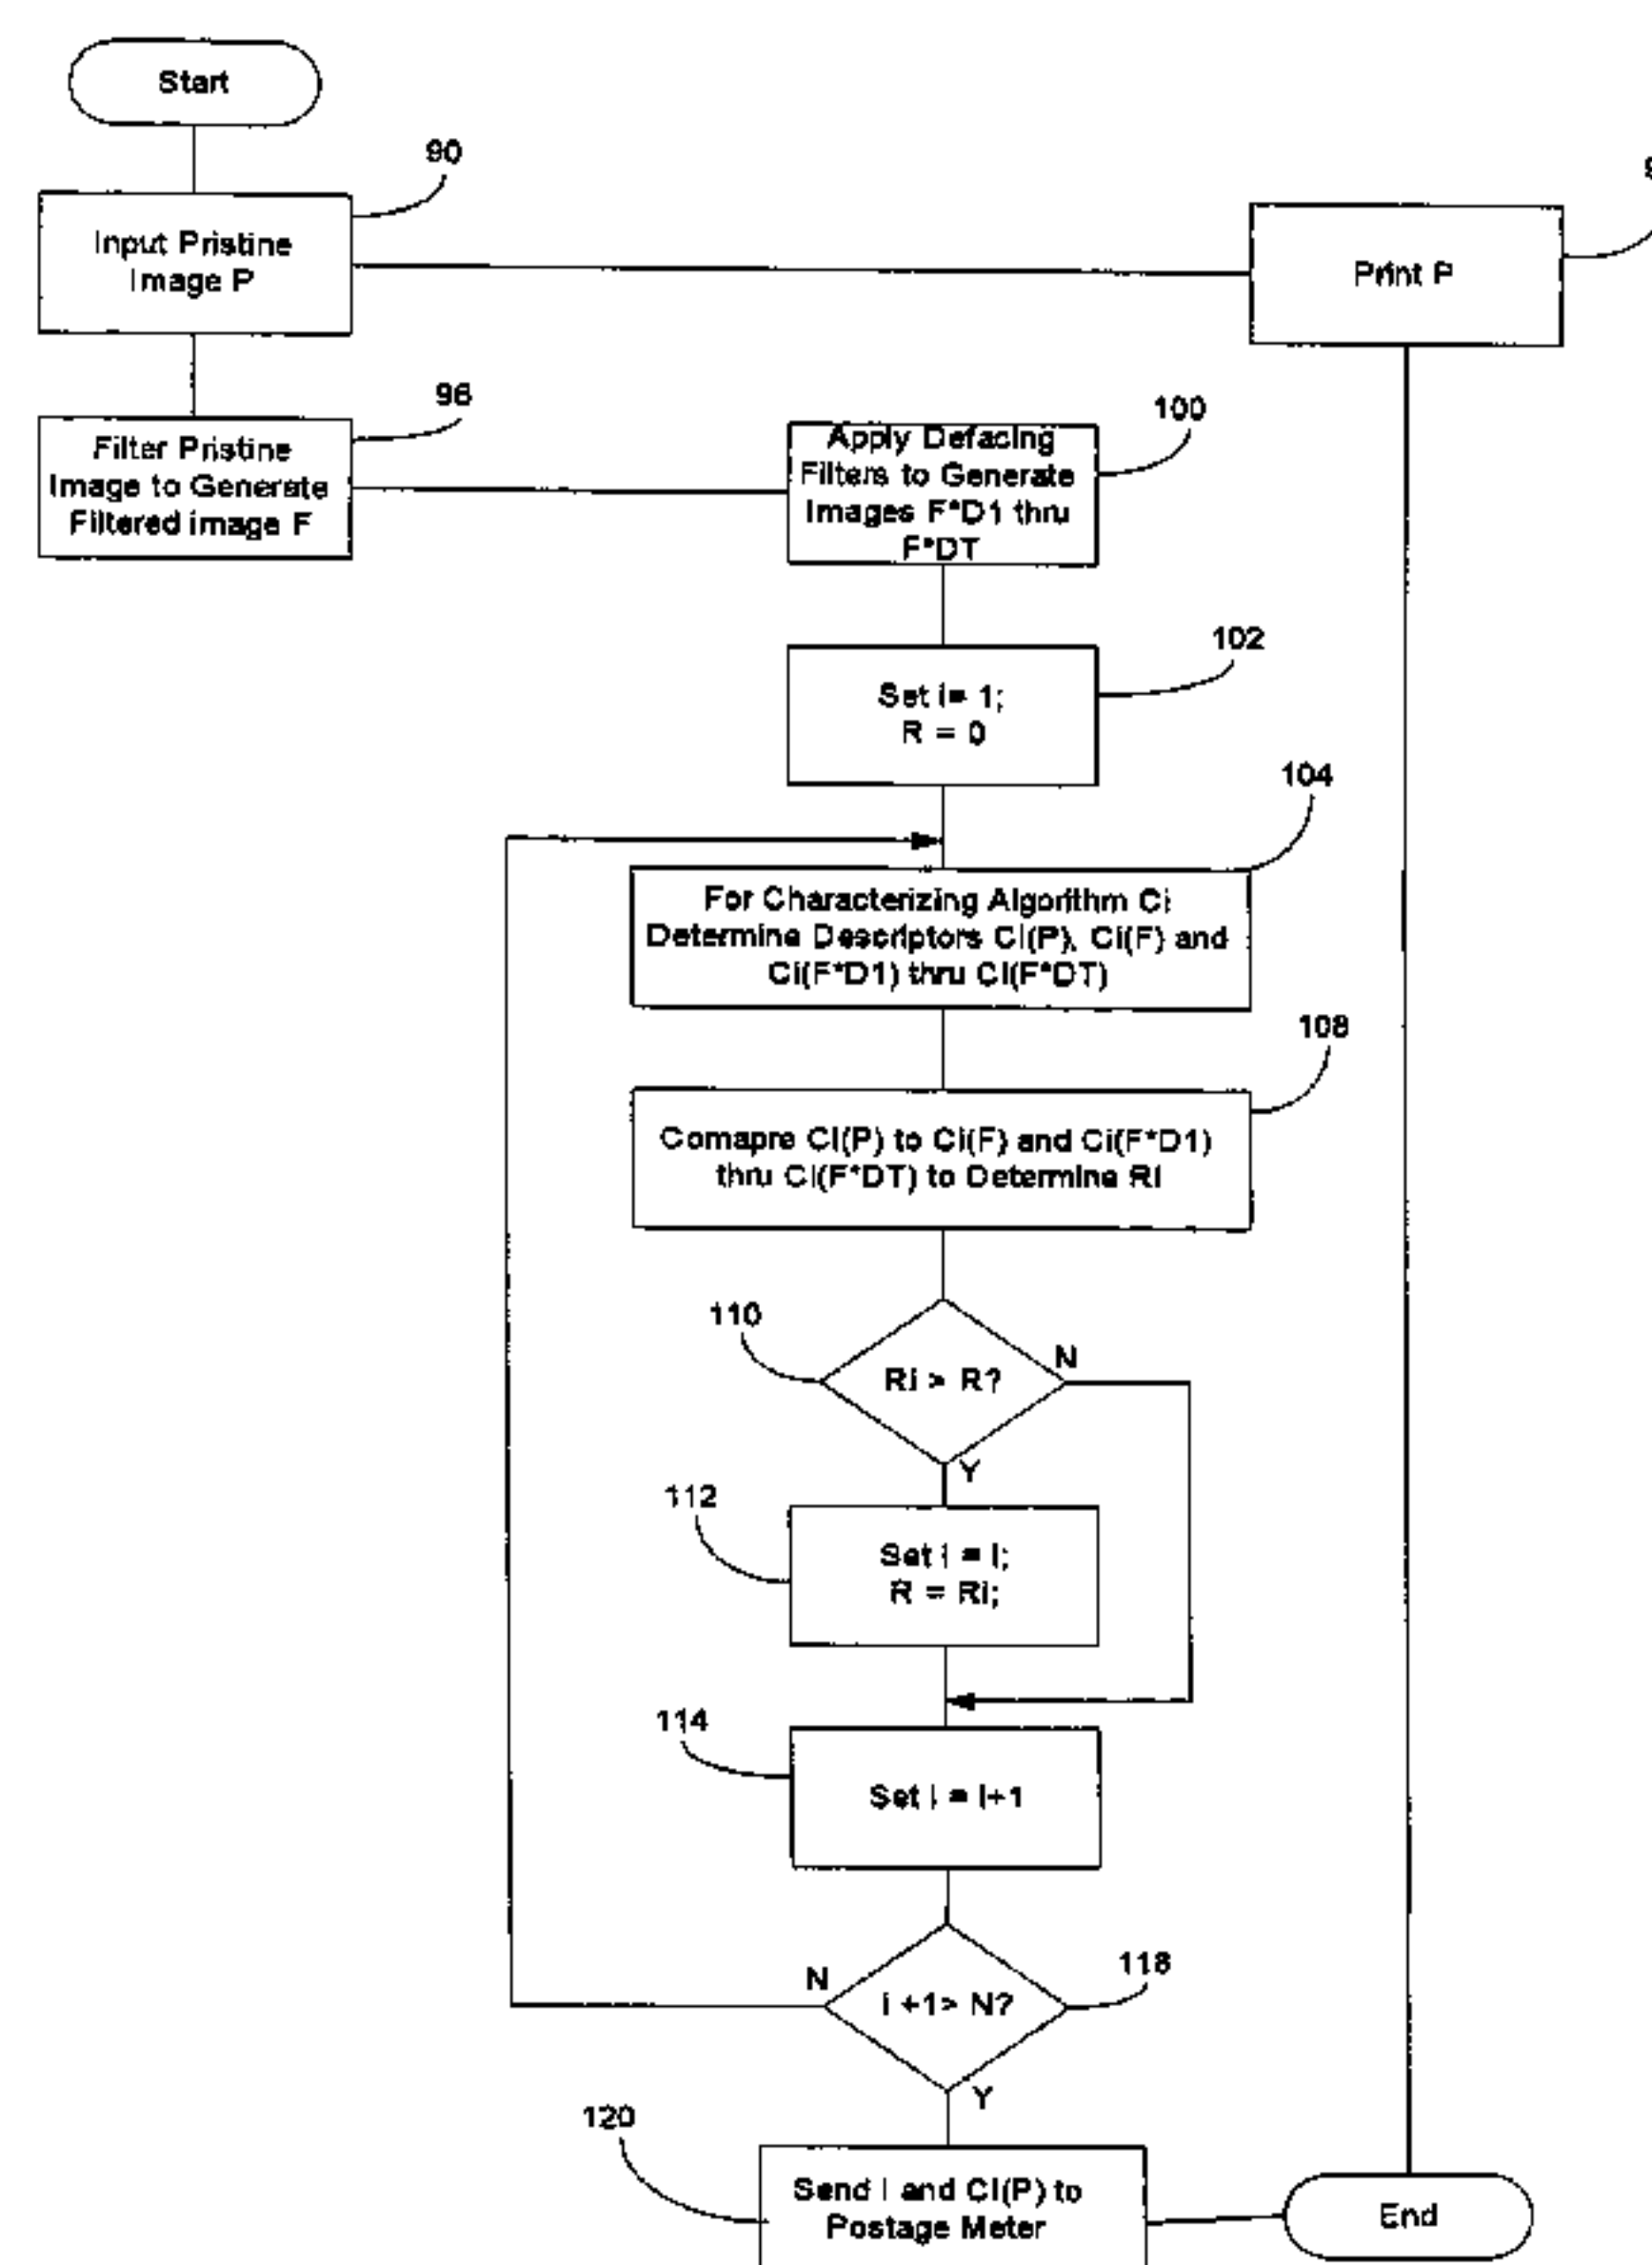 Start
90
Input Pristine
Image P
9
Print P
96
Filter Pristine
Image to Generate
Filtered image F
100
Apply Defacing
Filters to Generate
Images F*D1 thru
F*DT
102
Set i= 1;
R = 0
104
For Characterizing Algorithm Ci
Determine Descriptors Ci(P), Ci(F) and
Ci(F*D1) thru Ci(F*DT)
108
Comapre Ci(P) to Ci(F) and Ci(F*D1)
thru Ci(F*DT) to Determine Ri
110
Ri > R?
N
Y
112
Set i = I;
R = Ri;
114
Set i = i+1
118
i +1> N?
N
Y
120
Send I and CI(P) to
Postage Meter
End